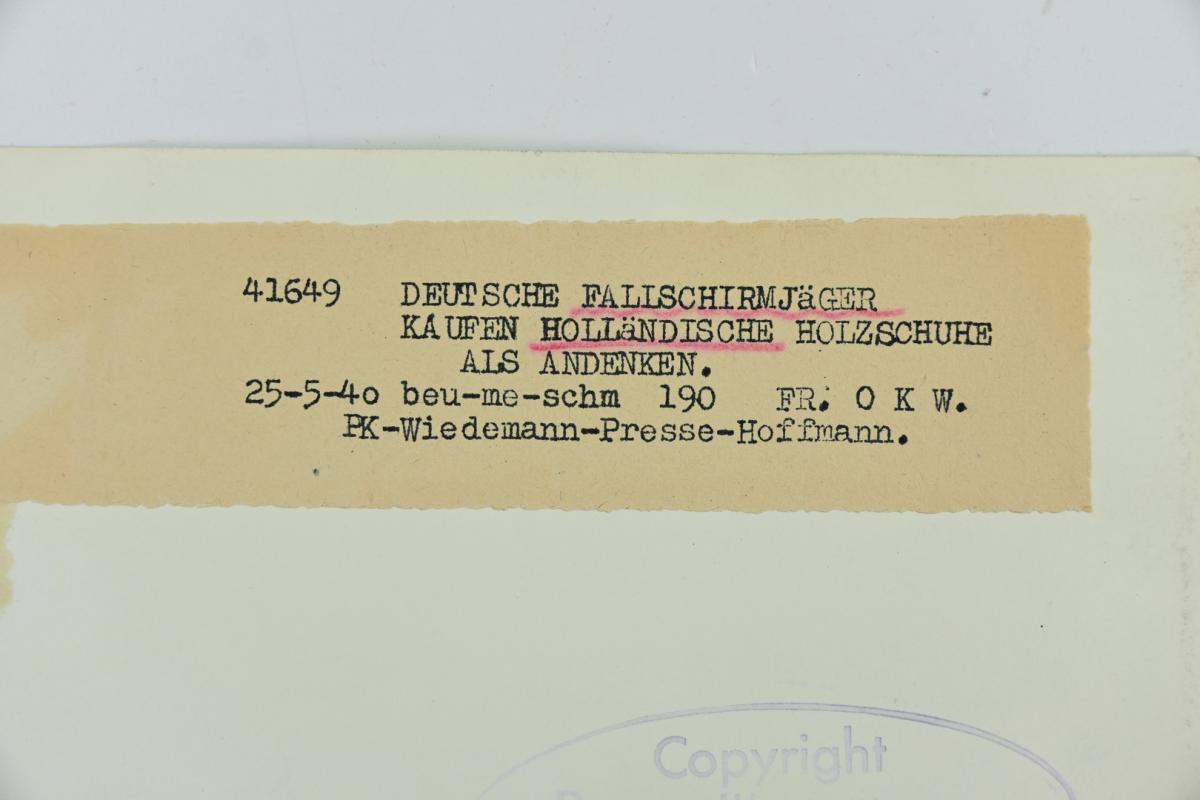 41649 DEUTSCHE FALLSCHIRMJäGER
KAUFEN HOLLäNDISCHE HOLZSCHUHE
ALS ANDENKEN.
25-5-4o beu-me-schm 190 FR. O K W.
PK-Wiedemann-Presse-Hoffmann.
Copyright